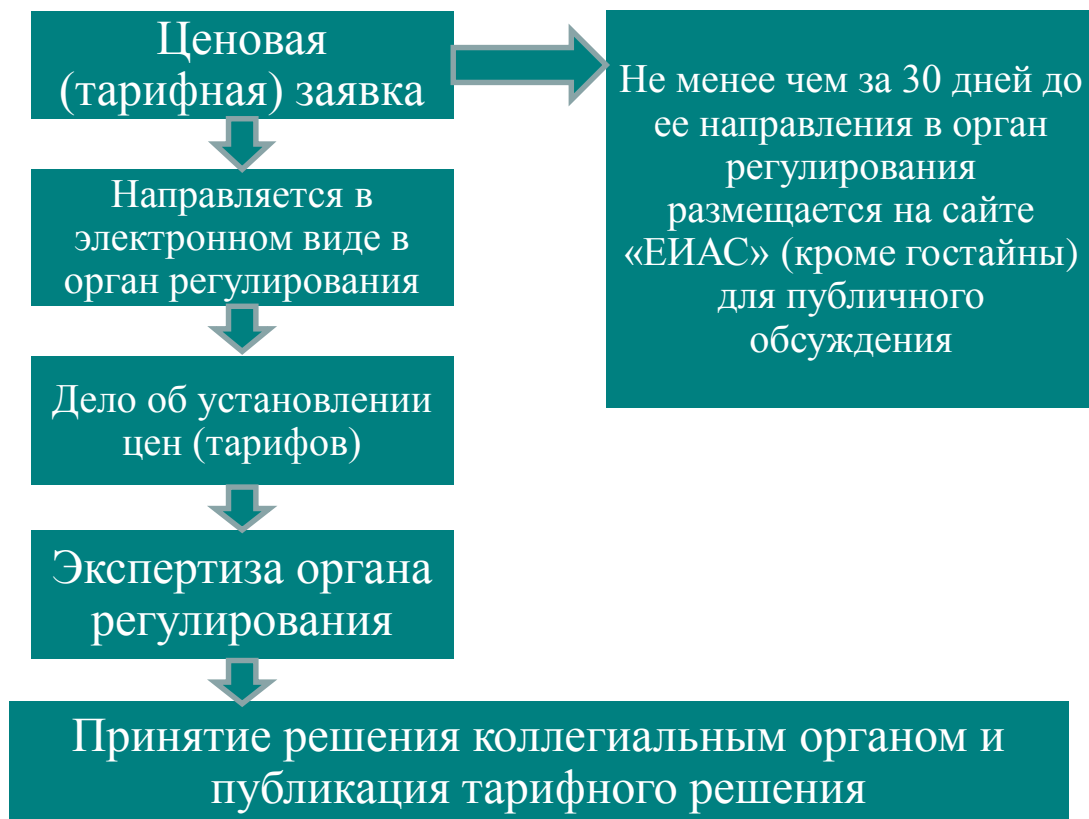 Ценовая
(тарифная) заявка
Не менее чем за 30 дней до
ее направления в орган
регулирования
размещается на сайте
«ЕИАС» (кроме гостайны)
для публичного
обсуждения
Направляется в
электронном виде в
орган регулирования
Дело об установлении
цен (тарифов)
Экспертиза органа
регулирования
Принятие решения коллегиальным органом и
публикация тарифного решения